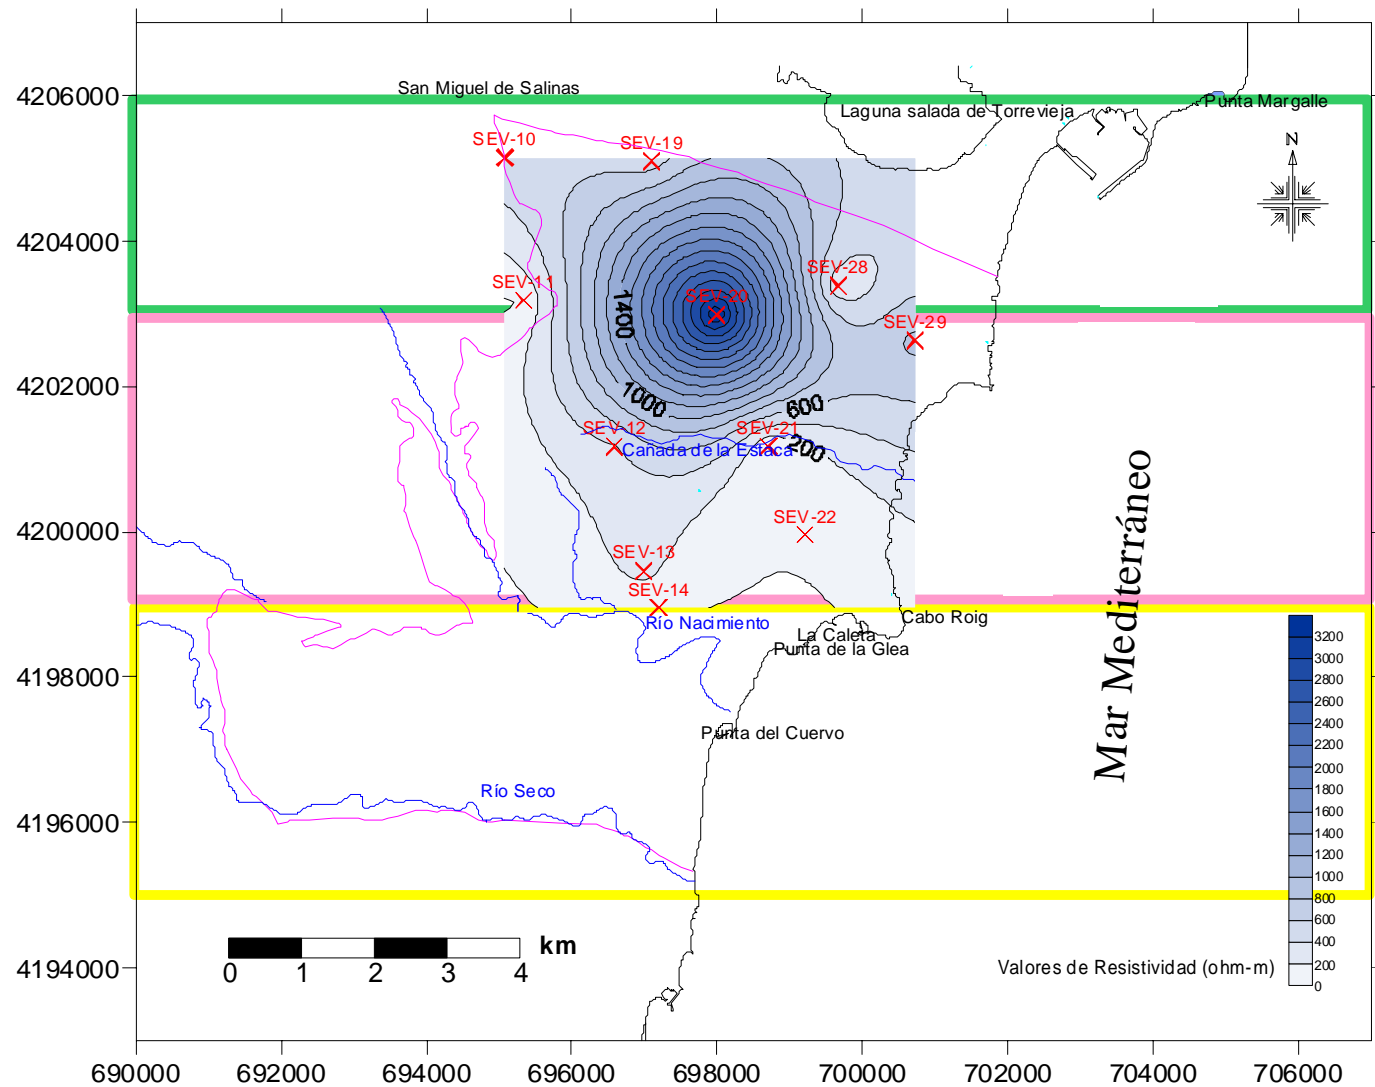 San Miguel de Salinas
4206000
Punta Margalle
Laguna salada de Torrevieja
SEV-10
SEV-19
N
4204000
SEV-28
SEV-11
SEV-20
1400
SEV-29
4202000
1000
600
SEV-12
SEV-21
Canada de la Estaca
200
Mar Mediterráneo
4200000
SEV-22
SEV-13
SEV-14
Río Nacimiento
Cabo Roig
La Caleta
Punta de la Glea
4198000
Punta del Cuervo
Río Seco
4196000
3200
3000
2800
2600
2400
2200
2000
1800
1600
1400
1200
1000
800
600
400
200
0
km
0 1 2 3 4
Valores de Resistividad (ohm-m)
4194000
690000 692000 694000 696000 698000 700000 702000 704000 706000